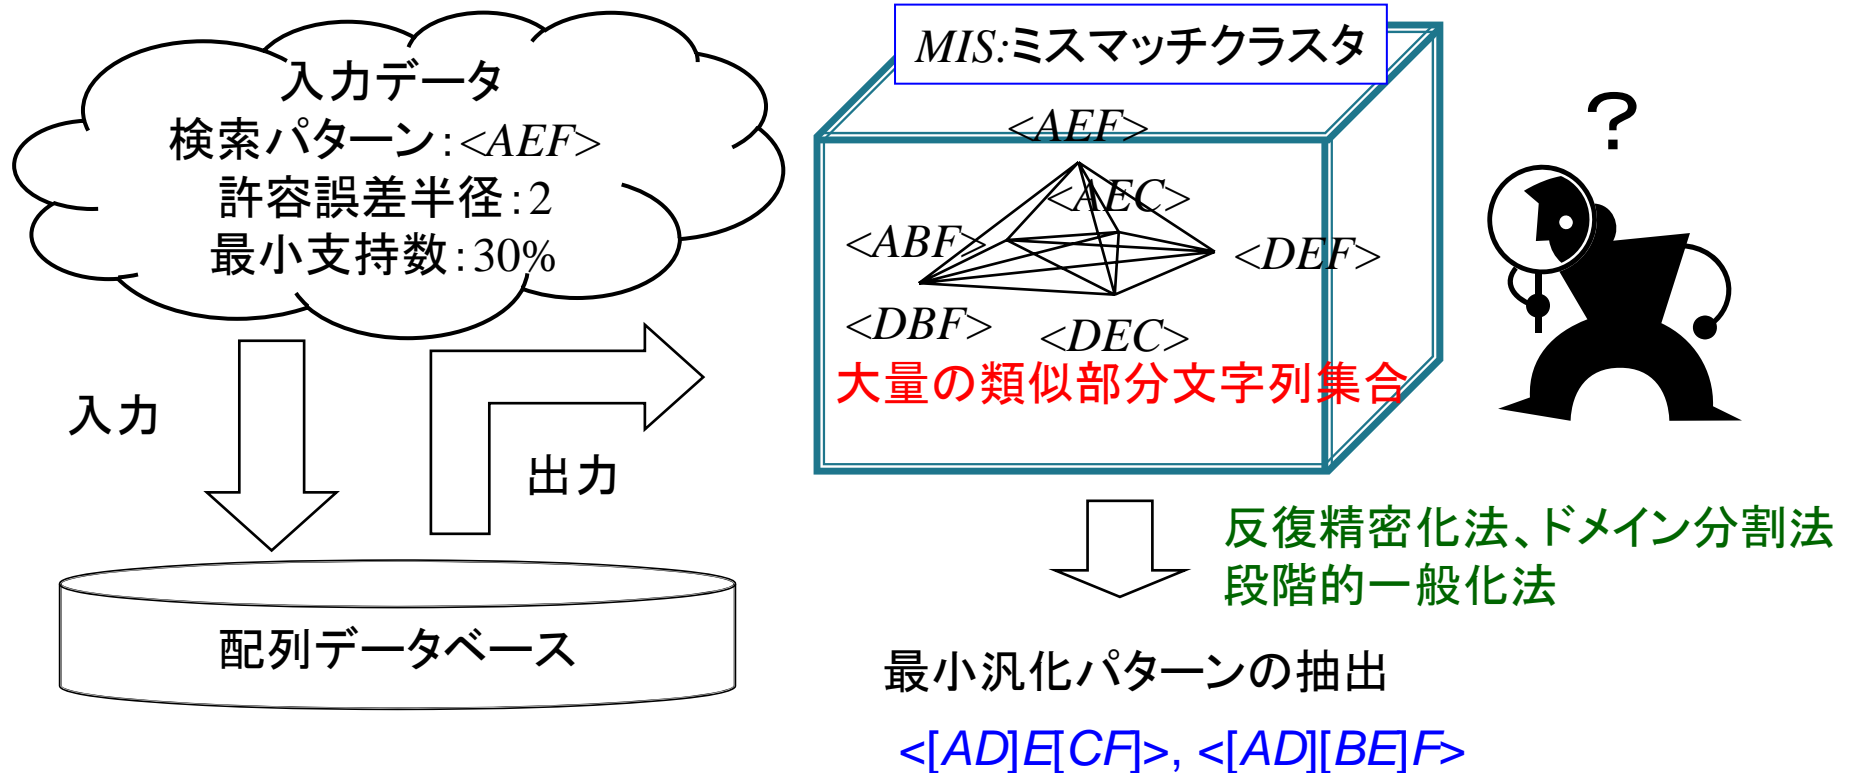 入力データ
検索パターン：<AEF>
許容誤差半径：2
最小支持数：30%
入力
出力
配列データベース
MIS:ミスマッチクラスタ
<AEF>
<AEC>
<ABF>
<DEF>
<DBF>
<DEC>
大量の類似部分文字列集合
?
反復精密化法、ドメイン分割法
段階的一般化法
最小汎化パターンの抽出
<[AD]E[CF]>, <[AD][BE]F>